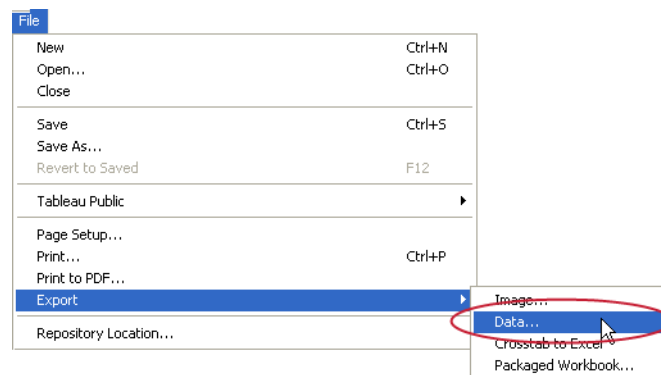 File
New Ctrl+N
Open... Ctrl+O
Close
Save Ctrl+S
Save As...
Revert to Saved F12
Tableau Public
Page Setup...
Print... Ctrl+P
Print to PDF...
Export
Repository Location...
Image...
Data...
Crosstab to Excel
Packaged Workbook...